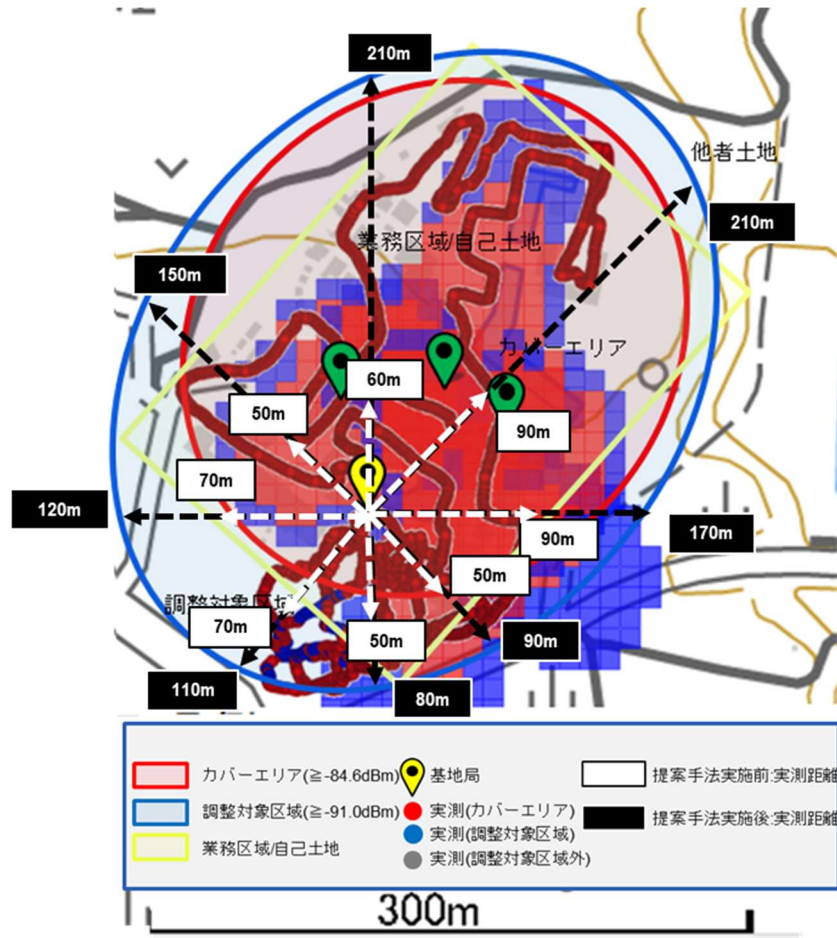 210m
他者土地
210m
業務区域/自己土地
150m
カバーエリア
60m
50m
90m
70m
120m
90m
170m
50m
調整対象区域
70m
50m
90m
110m
80m
カバーエリア(≧-84.6dBm)
基地局
提案手法実施前:実測距離
調整対象区域(≧-91.0dBm)
実測(カバーエリア)
提案手法実施後:実測距離
実測(調整対象区域)
業務区域/自己土地
実測(調整対象区域外)
300m